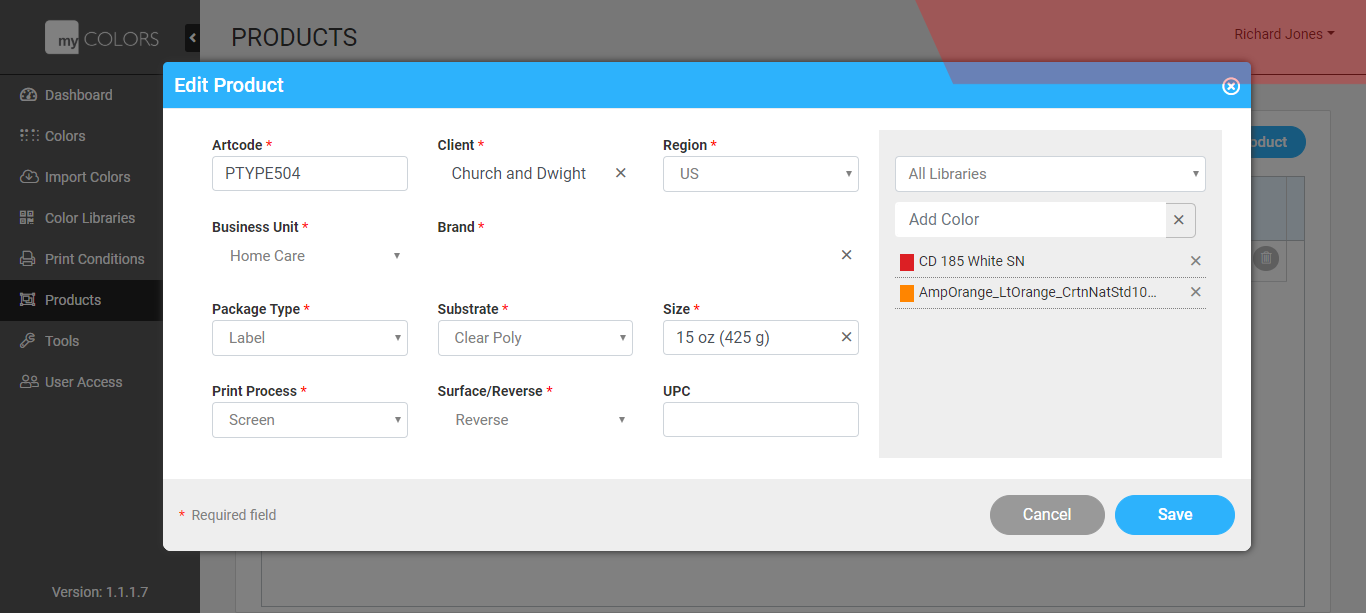 my COLORS
PRODUCTS
Richard Jones
Dashboard
Colors
Import Colors
Color Libraries
Print Conditions
Products
Tools
User Access
Version: 1.1.1.7
Edit Product
Artcode *
PTYPE504
Client *
Church and Dwight
Region *
US
Business Unit *
Home Care
Brand *
Package Type *
Label
Substrate *
Clear Poly
Size *
15 oz (425 g)
Print Process *
Screen
Surface/Reverse *
Reverse
UPC
All Libraries
Add Color
CD 185 White SN
AmpOrange_LtOrange_CrtnNatStd10...
* Required field
Cancel
Save